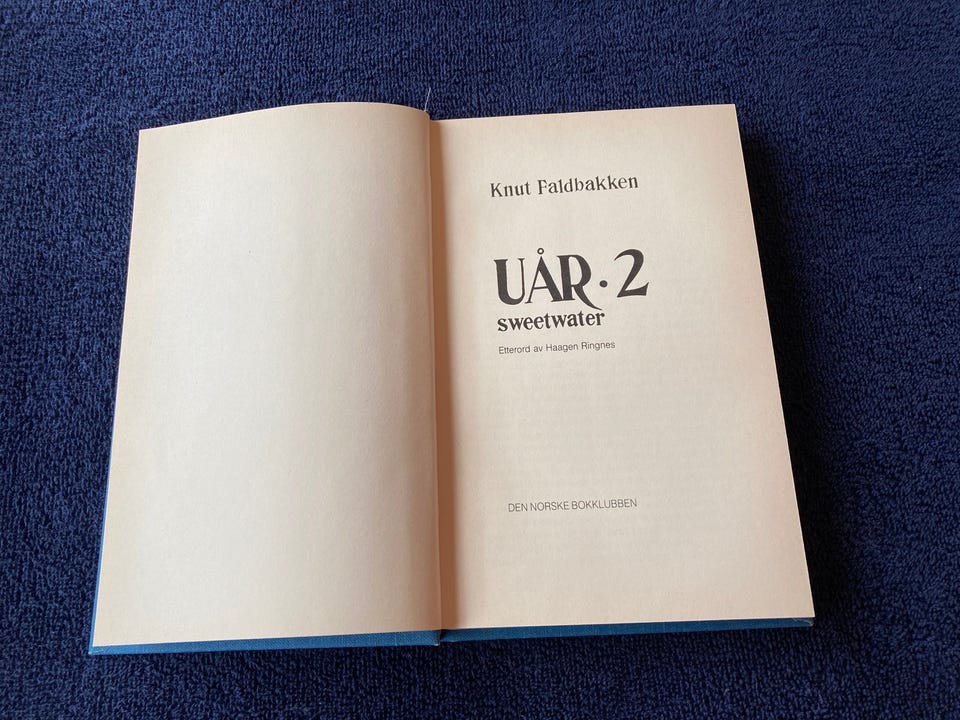 Knut Faldbakken
UÅR · 2
sweetwater
Etterord av Haagen Ringnes
DEN NORSKE BOKKLUBBEN